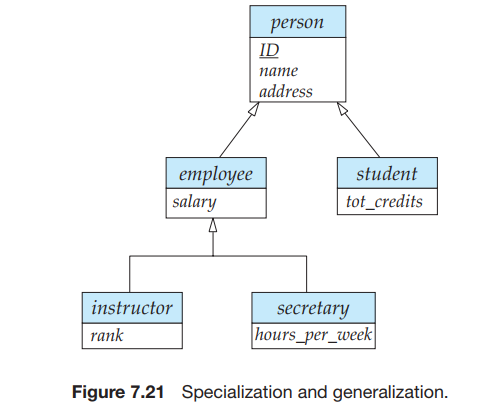 person
ID
name
address
employee
salary
student
tot_credits
instructor
rank
secretary
hours_per_week
Figure 7.21 Specialization and generalization.